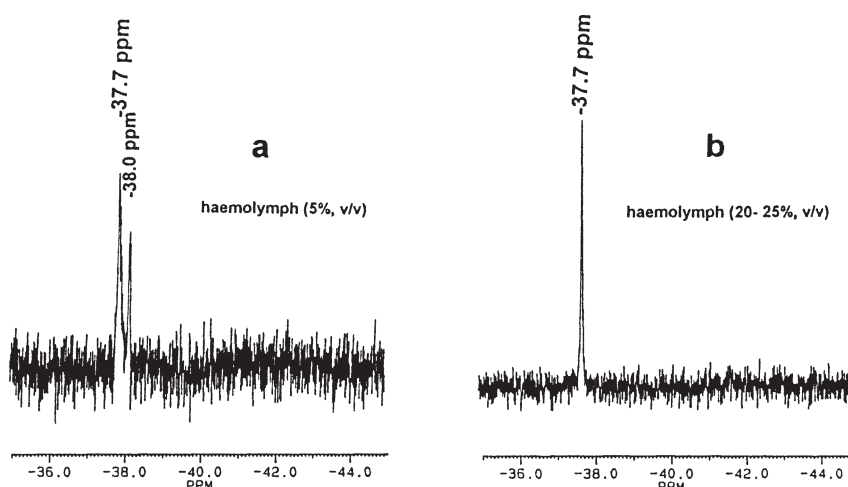 -37.7 ppm
-38.0 ppm
a
haemolymph (5%, v/v)
-36.0 -38.0 -40.0 -42.0 -44.0
PPM
-37.7 ppm
b
haemolymph (20- 25%, v/v)
-36.0 -38.0 -40.0 -42.0 -44.0
PPM